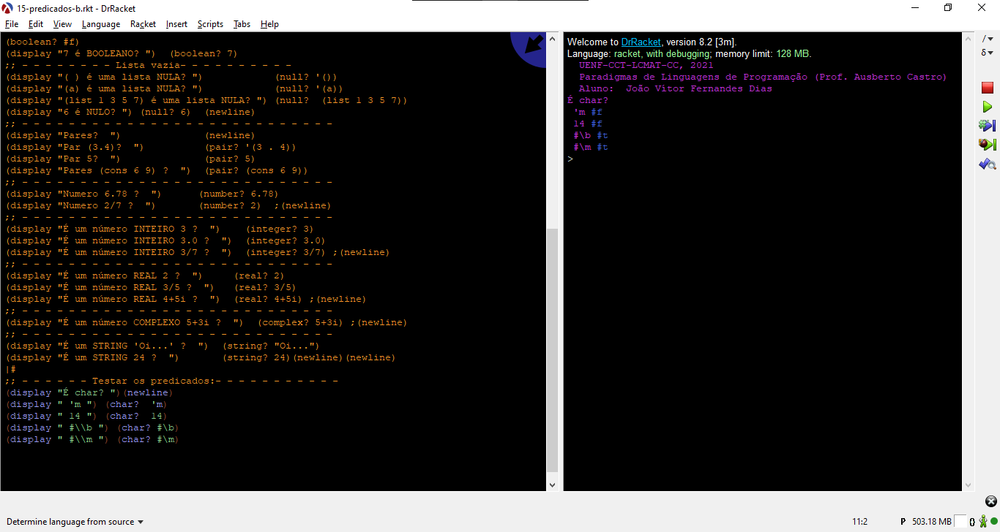 15-predicados-b.rkt - DrRacket
File Edit View Language Racket Insert Scripts Tabs Help
(boolean? #f)
(display "7 é BOOLEANO? ") (boolean? 7)
;; - - - - - - - - Lista vazia- - - - - - - - - - -
(display "( ) é uma lista NULA? ") (null? '())
(display "(a) é uma lista NULA? ") (null? '(a))
(display "(list 1 3 5 7) é uma lista NULA? ") (null? (list 1 3 5 7))
(display "6 é NULO? ") (null? 6) (newline)
;; - - - - - - - - - - - - - - - - - - - - - - - - - - -
(display "Pares? ") (newline)
(display "Par (3.4)? ") (pair? '(3 . 4))
(display "Par 5? ") (pair? 5)
(display "Pares (cons 6 9) ? ") (pair? (cons 6 9))
;; - - - - - - - - - - - - - - - - - - - - - - - - - - -
(display "Numero 6.78 ? ") (number? 6.78)
(display "Numero 2/7 ? ") (number? 2) ;(newline)
;; - - - - - - - - - - - - - - - - - - - - - - - - - - -
(display "É um número INTEIRO 3 ? ") (integer? 3)
(display "É um número INTEIRO 3.0 ? ") (integer? 3.0)
(display "É um número INTEIRO 3/7 ? ") (integer? 3/7) ;(newline)
;; - - - - - - - - - - - - - - - - - - - - - - - - - - -
(display "É um número REAL 2 ? ") (real? 2)
(display "É um número REAL 3/5 ? ") (real? 3/5)
(display "É um número REAL 4+5i ? ") (real? 4+5i) ;(newline)
;; - - - - - - - - - - - - - - - - - - - - - - - - - - -
(display "É um número COMPLEXO 5+3i ? ") (complex? 5+3i) ;(newline)
;; - - - - - - - - - - - - - - - - - - - - - - - - - - -
(display "É um STRING 'Oi...' ? ") (string? "Oi...")
(display "É um STRING 24 ? ") (string? 24)(newline)(newline)
|#
;; - - - - - - Testar os predicados:- - - - - - - - - - -
(display "É char? ")(newline)
(display " 'm ") (char? 'm)
(display " 14 ") (char? 14)
(display " #\\b ") (char? #\b)
(display " #\\m ") (char? #\m)
Welcome to DrRacket, version 8.2 [3m].
Language: racket, with debugging; memory limit: 128 MB.
UENF-CCT-LCMAT-CC, 2021
Paradigmas de Linguagens de Programação (Prof. Ausberto Castro)
Aluno: João Vítor Fernandes Dias
É char?
'm #f
14 #f
#\b #t
#\m #t
>
Determine language from source
11:2
P 503.18 MB